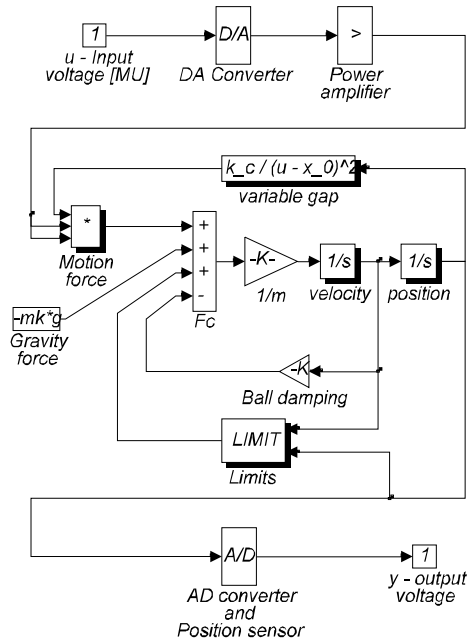 1
u - Input
voltage [MU]
D/A
DA Converter
>
Power
amplifier
k_c / (u - x_0)^2
variable gap
*
Motion
force
+
+
+
-
Fc
-K-
1/m
1/s
velocity
1/s
position
-mk*g
Gravity
force
-K
Ball damping
LIMIT
Limits
A/D
AD converter
and
Position sensor
1
y - output
voltage